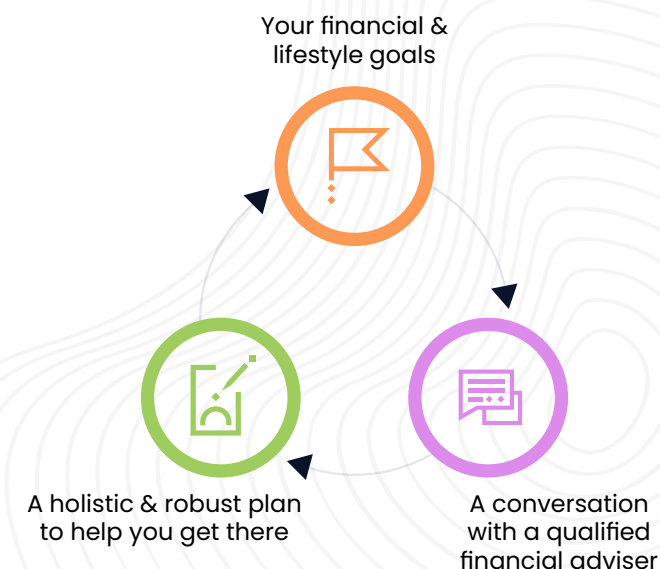 Your financial &
lifestyle goals
A holistic & robust plan
to help you get there
A conversation
with a qualified
financial adviser